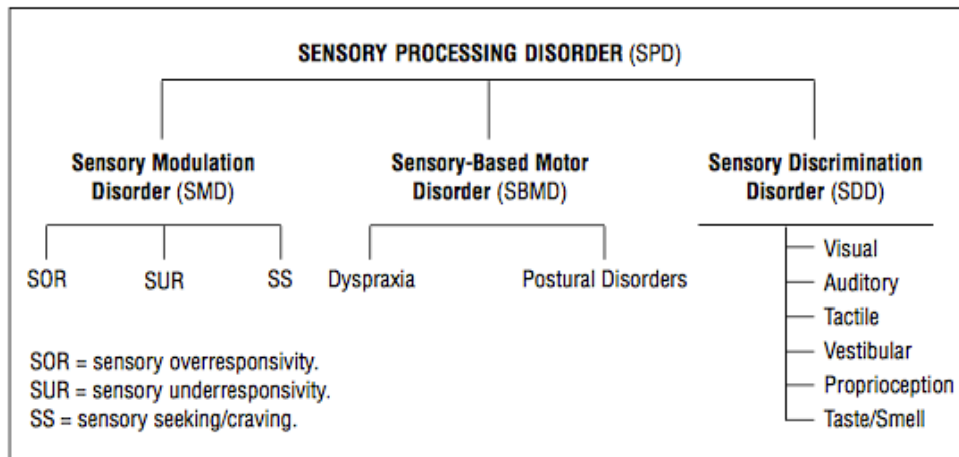 SENSORY PROCESSING DISORDER (SPD)
Sensory Modulation
Disorder (SMD)
Sensory-Based Motor
Disorder (SBMD)
Sensory Discrimination
Disorder (SDD)
SOR
SUR
SS
Dyspraxia
Postural Disorders
Visual
Auditory
Tactile
Vestibular
Proprioception
Taste/Smell
SOR = sensory overresponsivity.
SUR = sensory underresponsivity.
SS = sensory seeking/craving.